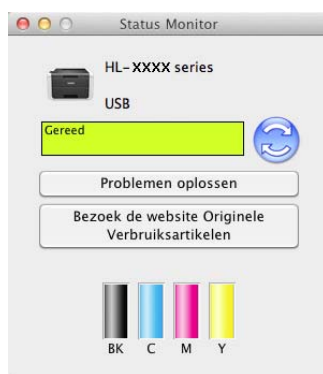 Status Monitor
HL-XXXX series
USB
Gereed
Problemen oplossen
Bezoek de website Originele
Verbruiksartikelen
BK C M Y